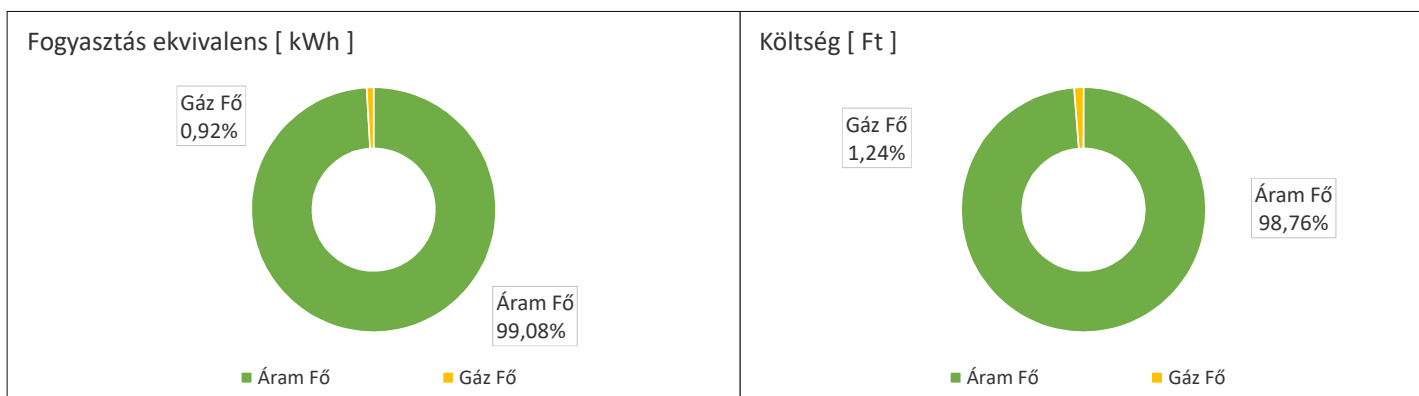 Fogyasztás ekvivalens [ kWh ]
Gáz Fő
0,92%
Áram Fő
99,08%
Áram Fő
Gáz Fő
Költség [ Ft ]
Gáz Fő
1,24%
Áram Fő
98,76%
Áram Fő
Gáz Fő